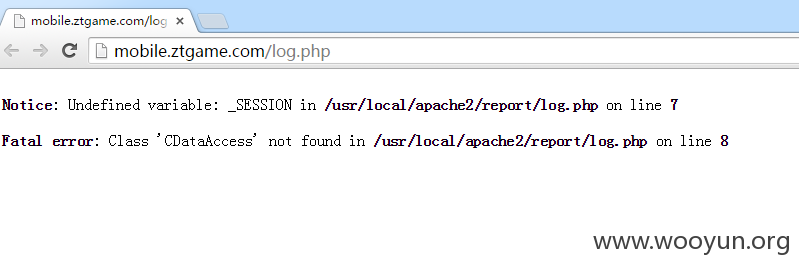 mobile.ztgame.com/log
mobile.ztgame.com/log.php
Notice: Undefined variable: _SESSION in /usr/local/apache2/report/log.php on line 7
Fatal error: Class 'CDataAccess' not found in /usr/local/apache2/report/log.php on line 8
www.wooyun.org